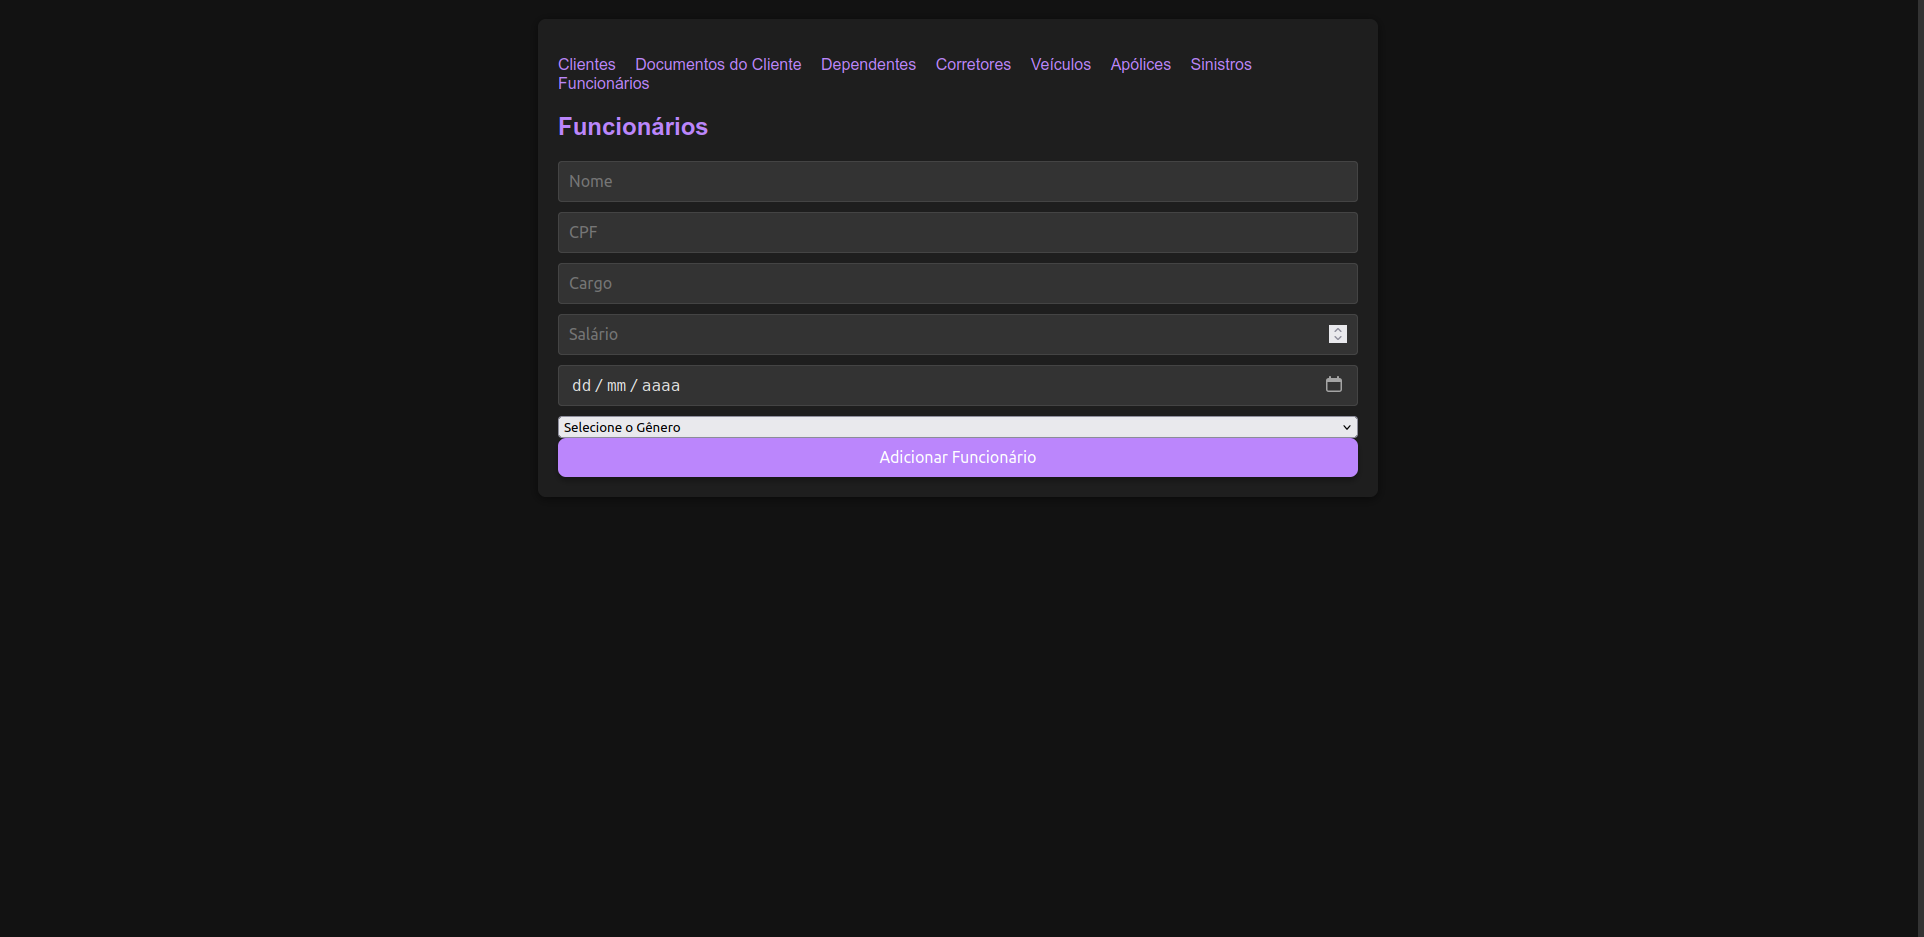 Clientes Documentos do Cliente Dependentes Corretores Veículos Apólices Sinistros
Funcionários
Funcionários
Nome
CPF
Cargo
Salário
dd/mm/aaaa
Selecione o Gênero
Adicionar Funcionário